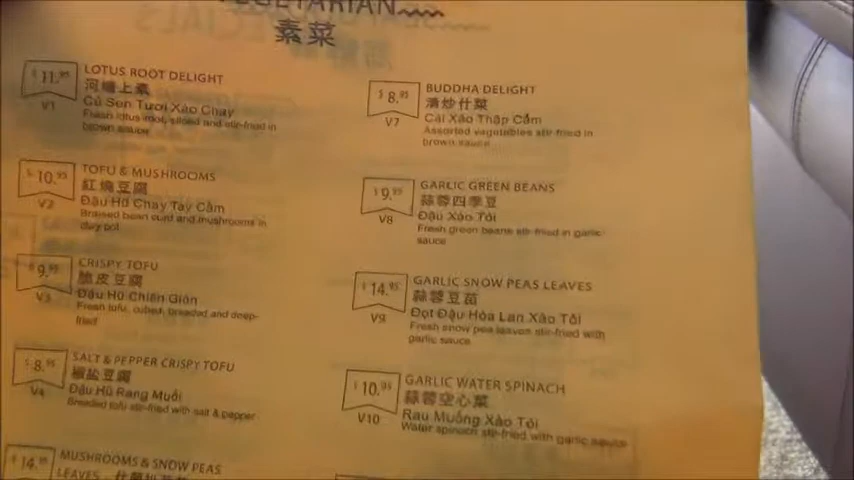 VEGETARIAN
素菜
$11.95
V1
LOTUS ROOT DELIGHT
河塘上素
Củ Sen Tươi Xào Chay
Fresh lotus root, sliced and stir-fried in
brown sauce
$10.95
V2
TOFU & MUSHROOMS
紅燒豆腐
Đậu Hũ Chay Tay Cầm
Braised bean curd and mushrooms in
clay pot
$9.95
V3
CRISPY TOFU
脆皮豆腐
Đậu Hũ Chiên Giòn
Fresh tofu, cubed, breaded and deep-
fried
$8.95
V4
SALT & PEPPER CRISPY TOFU
椒盐豆腐
Đậu Hũ Rang Muối
Breaded tofu stir-fried with salt & pepper
$14.95
MUSHROOMS & SNOW PEAS
LEAVES
$8.95
V7
BUDDHA DELIGHT
清炒什菜
Cải Xào Thập Cẩm
Assorted vegetables stir-fried in
brown sauce
$9.95
V8
GARLIC GREEN BEANS
蒜蓉四季豆
Đậu Xào Tỏi
Fresh green beans stir-fried in garlic
sauce
$14.95
V9
GARLIC SNOW PEAS LEAVES
蒜蓉豆苗
Đọt Đậu Hòa Lan Xào Tỏi
Fresh snow pea leaves stir-fried with
garlic sauce
$10.95
V10
GARLIC WATER SPINACH
蒜蓉空心菜
Rau Muống Xào Tỏi
Water spinach stir-fried with garlic sauce